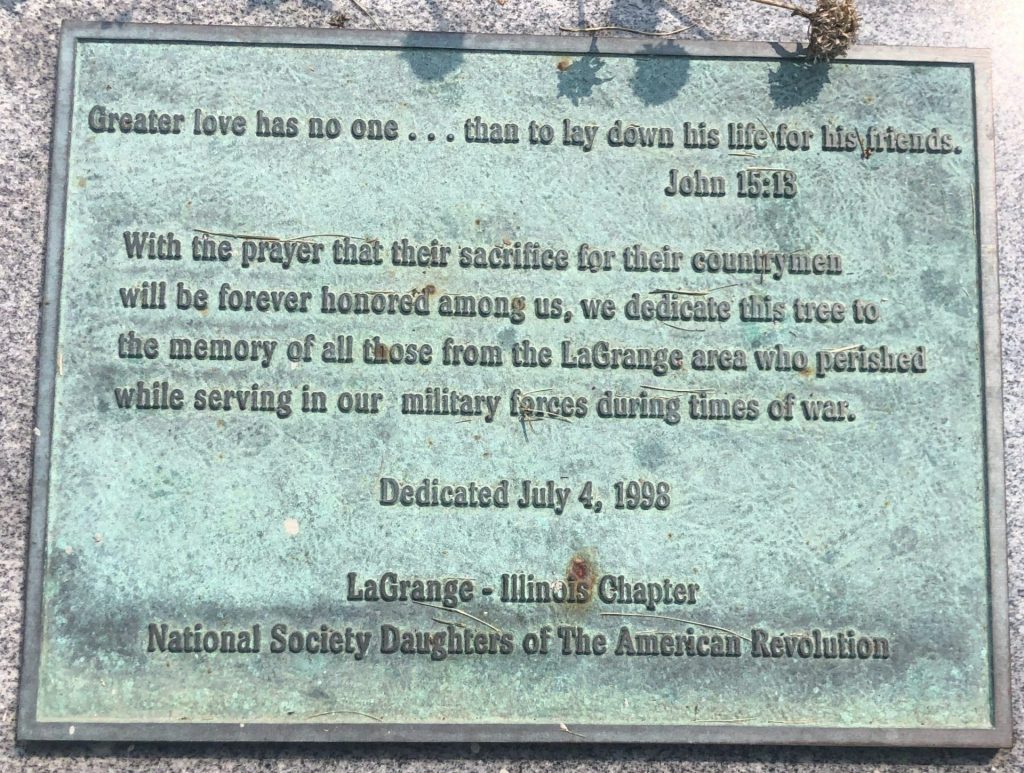 Greater love has no one . . . than to lay down his life for his friends.
John 15:13
With the prayer that their sacrifice for their countrymen
will be forever honored among us, we dedicate this tree to
the memory of all those from the LaGrange area who perished
while serving in our military forces during times of war.
Dedicated July 4, 1998
LaGrange - Illinois Chapter
National Society Daughters of The American Revolution